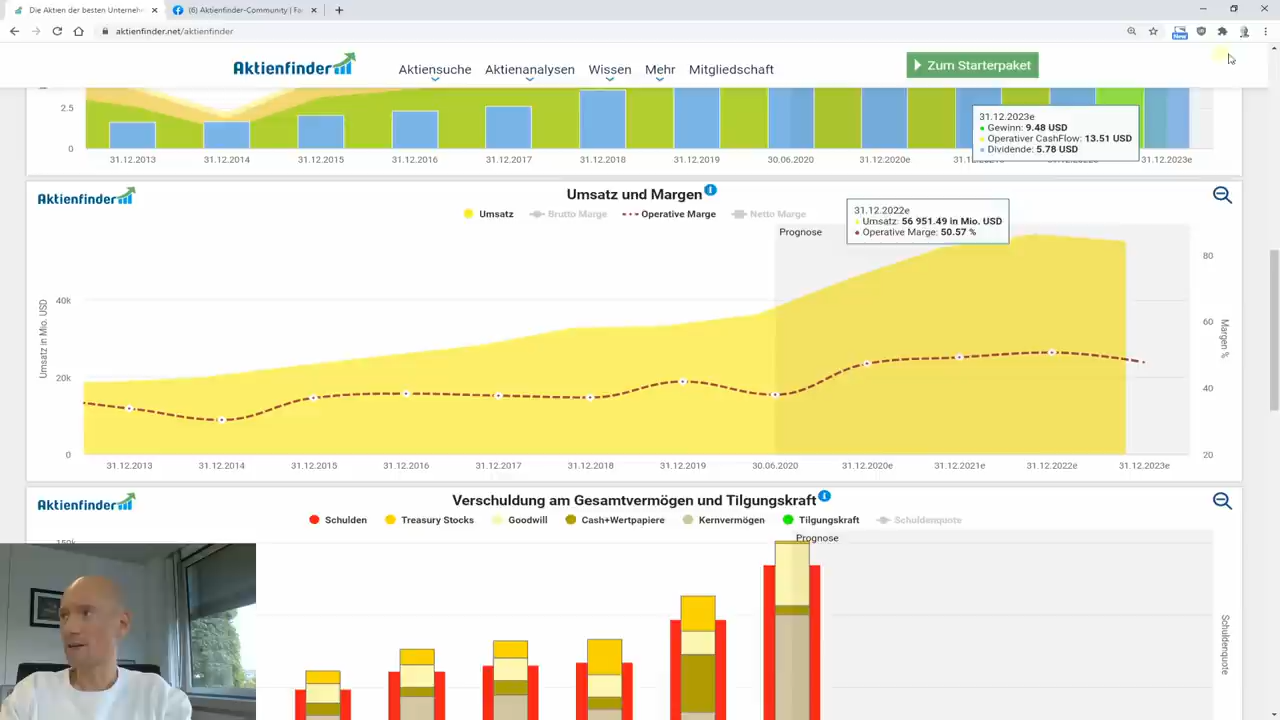 Die Aktien der besten Unternehm
(6) Aktienfinder-Community | Fac
aktienfinder.net/aktienfinder
New
Aktienfinder
Aktiensuche
Aktienanalysen
Wissen
Mehr
Mitgliedschaft
Zum Starterpaket
2.5
0
31.12.2013
31.12.2014
31.12.2015
31.12.2016
31.12.2017
31.12.2018
31.12.2019
30.06.2020
31.12.2020e
31.12.2023e
31.12.2023e
Gewinn: 9.48 USD
Operativer CashFlow: 13.51 USD
Dividende: 5.78 USD
Aktienfinder
Umsatz und Margen
Umsatz
Brutto Marge
Operative Marge
Netto Marge
Prognose
31.12.2022e
Umsatz: 56 951.49 in Mio. USD
Operative Marge: 50.57 %
Umsatz in Mio. USD
40k
20k
0
80
60
40
20
Margen %
31.12.2013
31.12.2014
31.12.2015
31.12.2016
31.12.2017
31.12.2018
31.12.2019
30.06.2020
31.12.2020e
31.12.2021e
31.12.2022e
31.12.2023e
Aktienfinder
Verschuldung am Gesamtvermögen und Tilgungskraft
Schulden
Treasury Stocks
Goodwill
Cash+Wertpapiere
Kernvermögen
Tilgungskraft
Schuldenquote
150k
Prognose
Schuldenquote